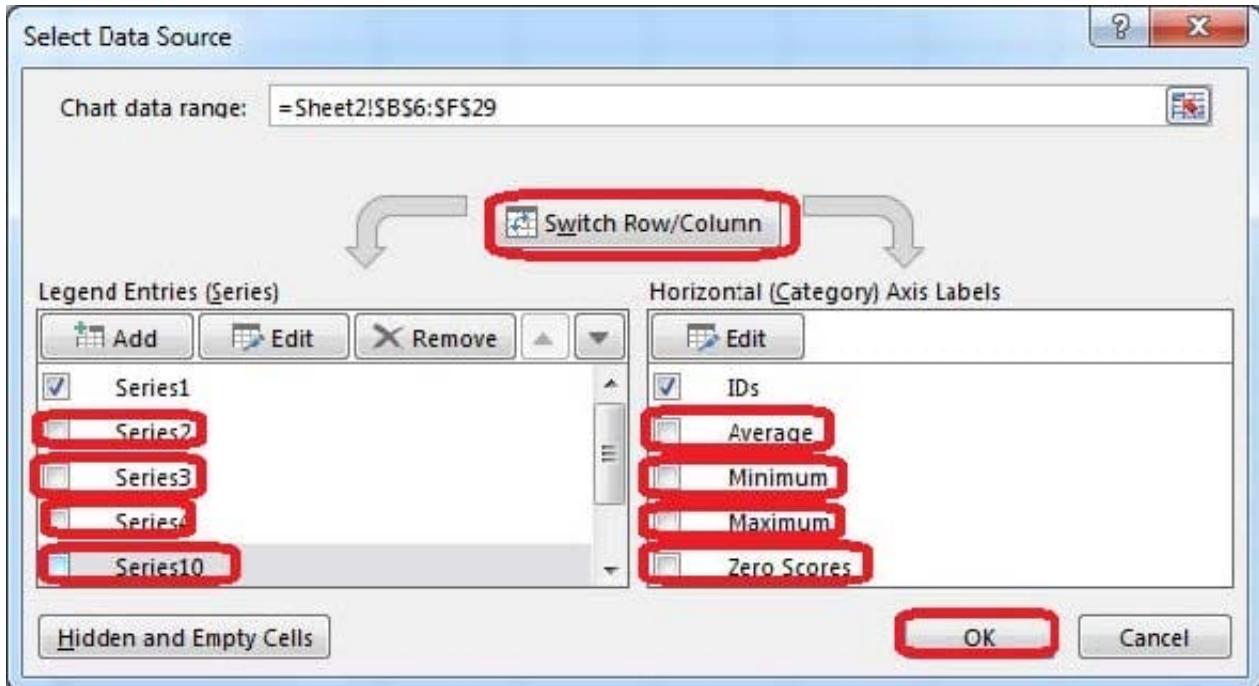 Select Data Source
?
Chart data range: =Sheet2!$B$6:$F$29
Switch Row/Column
Legend Entries (Series)
Horizontal (Category) Axis Labels
Add Edit Remove
Edit
Series1
Series2
Series3
Series4
Series10
IDs
Average
Minimum
Maximum
Zero Scores
Hidden and Empty Cells
OK Cancel